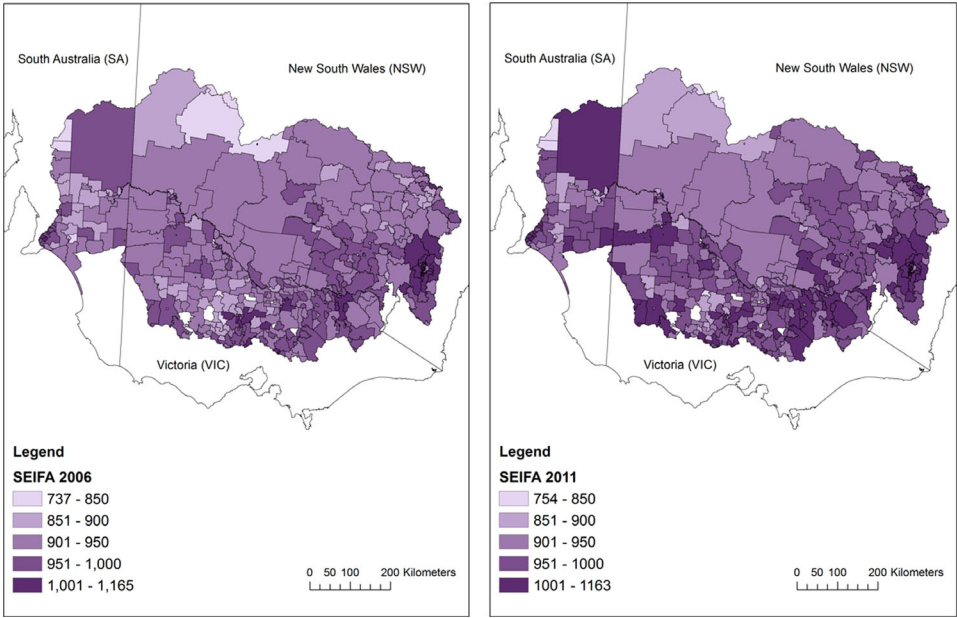 South Australia (SA)
New South Wales (NSW)
Victoria (VIC)
Legend
SEIFA 2006
737 - 850
851 - 900
901 - 950
951 - 1,000
1,001 - 1,165
0 50 100 200 Kilometers
South Australia (SA)
New South Wales (NSW)
Victoria (VIC)
Legend
SEIFA 2011
754 - 850
851 - 900
901 - 950
951 - 1000
1001 - 1163
0 50 100 200 Kilometers